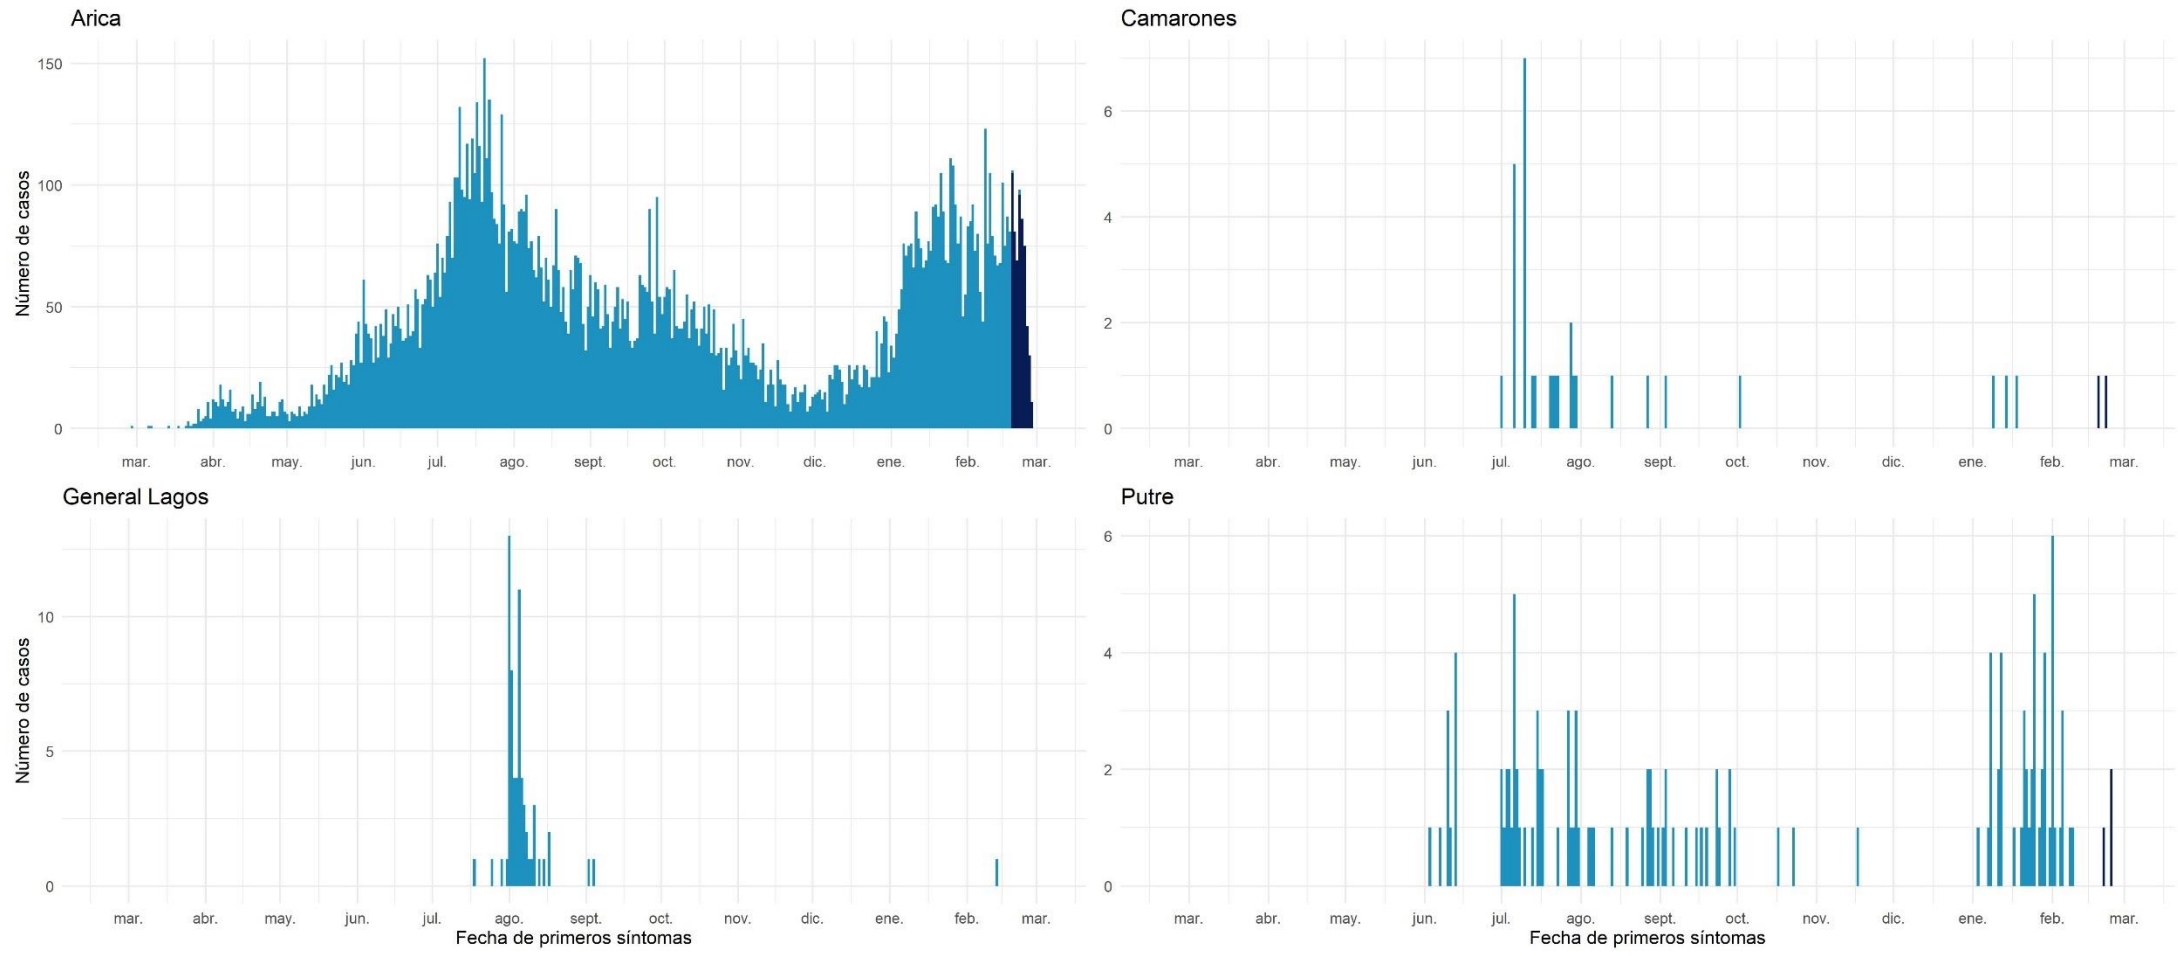 Arica
Número de casos
150
100
50
0
mar. abr. may. jun. jul. ago. sept. oct. nov. dic. ene. feb. mar.
Camarones
6
4
2
0
mar. abr. may. jun. jul. ago. sept. oct. nov. dic. ene. feb. mar.
General Lagos
Número de casos
10
5
0
mar. abr. may. jun. jul. ago. sept. oct. nov. dic. ene. feb. mar.
Fecha de primeros síntomas
Putre
6
4
2
0
mar. abr. may. jun. jul. ago. sept. oct. nov. dic. ene. feb. mar.
Fecha de primeros síntomas